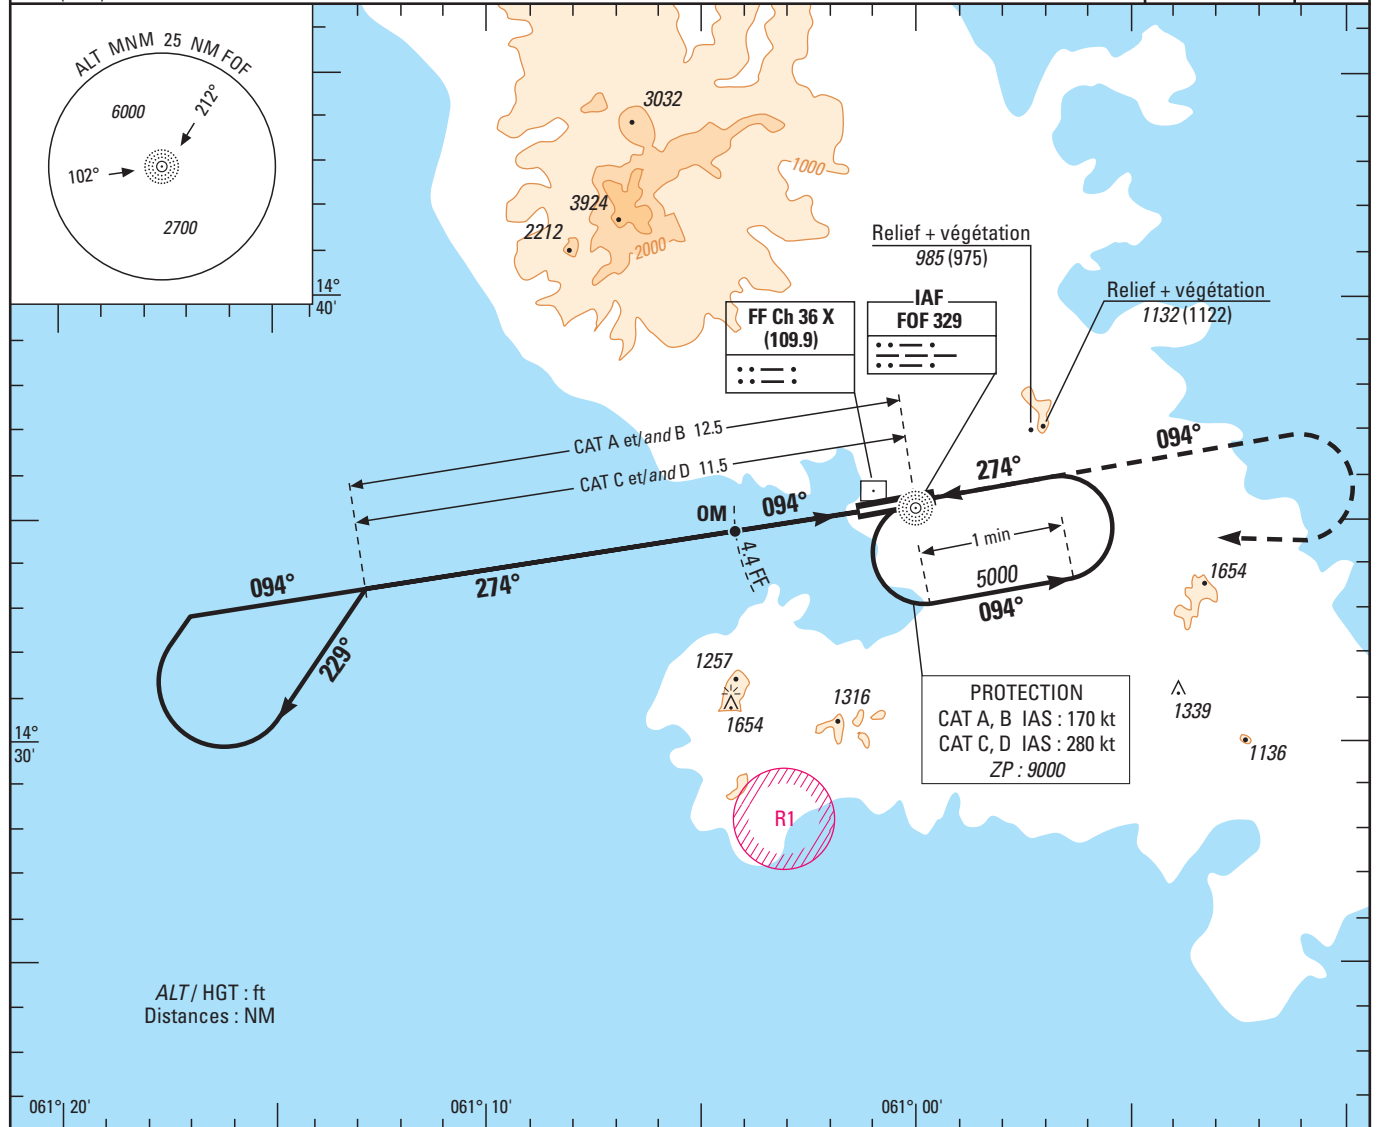 ALT MNM 25 NM FOF
6000
212°
102°
2700
14°
40'
3032
1000
3924
2212
2000
Relief + végétation
985 (975)
Relief + végétation
1132 (1122)
FF Ch 36 X
(109.9)
IAF
FOF 329
CAT A et/and B 12.5
CAT C et/and D 11.5
094°
274°
OM
094°
4.4 FF
1 min
5000
094°
094°
274°
229°
1654
1257
1654
1316
1339
1136
PROTECTION
CAT A, B IAS : 170 kt
CAT C, D IAS : 280 kt
ZP : 9000
14°
30'
R1
ALT / HGT : ft
Distances : NM
061° 20'
061° 10'
061° 00'